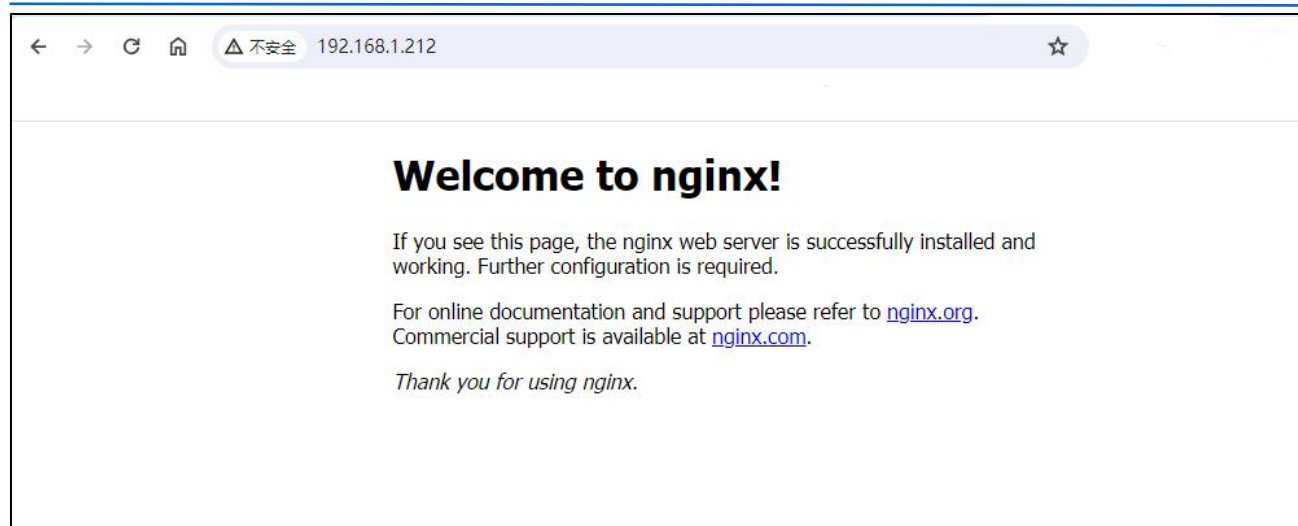 不安全 192.168.1.212
Welcome to nginx!
If you see this page, the nginx web server is successfully installed and
working. Further configuration is required.
For online documentation and support please refer to nginx.org.
Commercial support is available at nginx.com.
Thank you for using nginx.